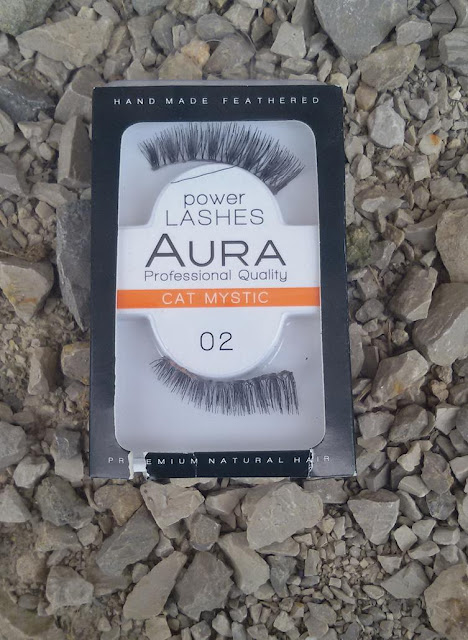 HAND MADE FEATHERED
power
LASHES
AURA
Professional Quality
CAT MYSTIC
02
PREMIUM NATURAL HAIR